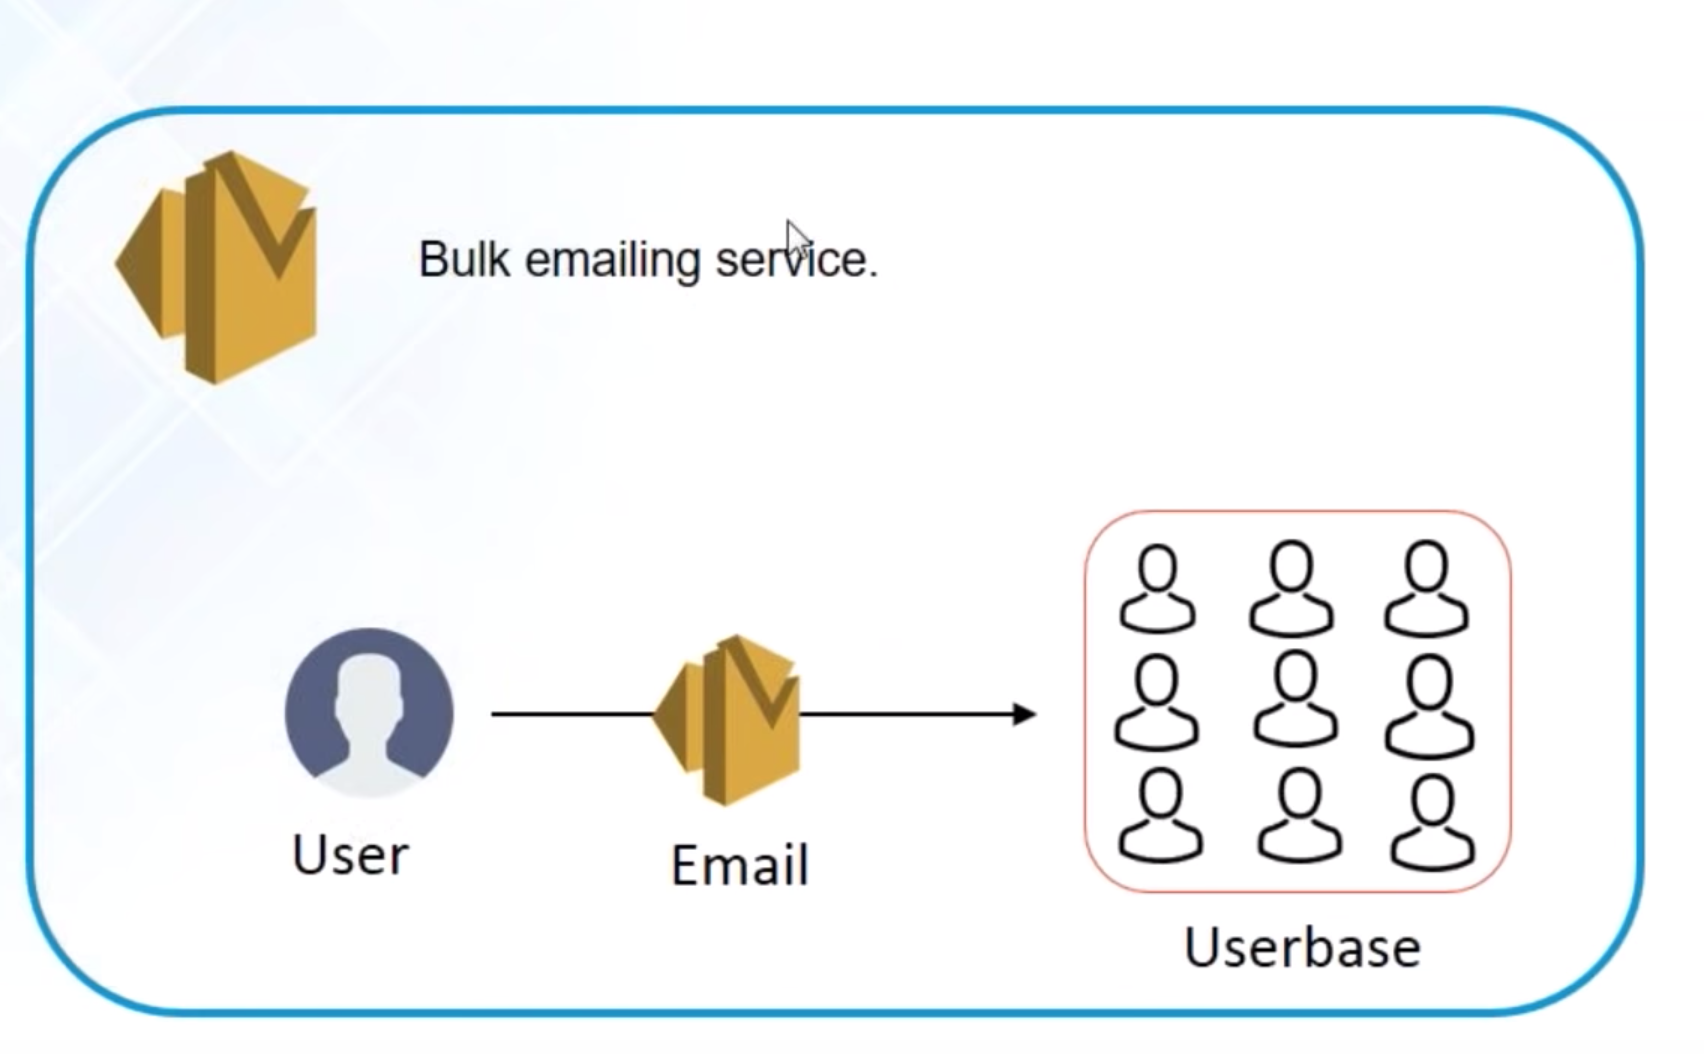 Bulk emailing service.
User
Email
Userbase